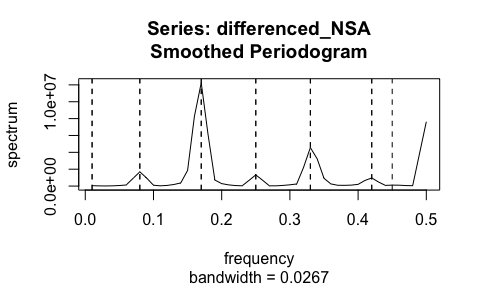 Series: differenced_NSA
Smoothed Periodogram
spectrum
1.0e+07
0.0e+00
0.0 0.1 0.2 0.3 0.4 0.5
frequency
bandwidth = 0.0267